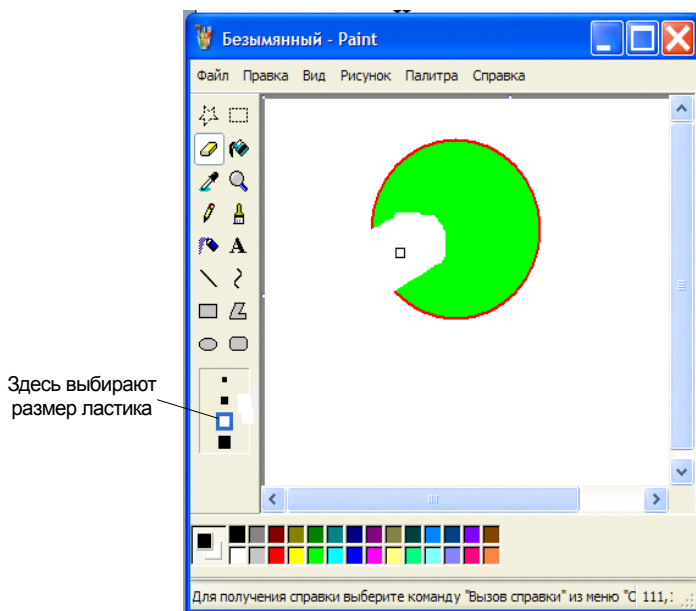 Безымянный - Paint
Файл Правка Вид Рисунок Палитра Справка
A
Здесь выбирают
размер ластика
Для получения справки выберите команду "Вызов справки" из меню "С 111,